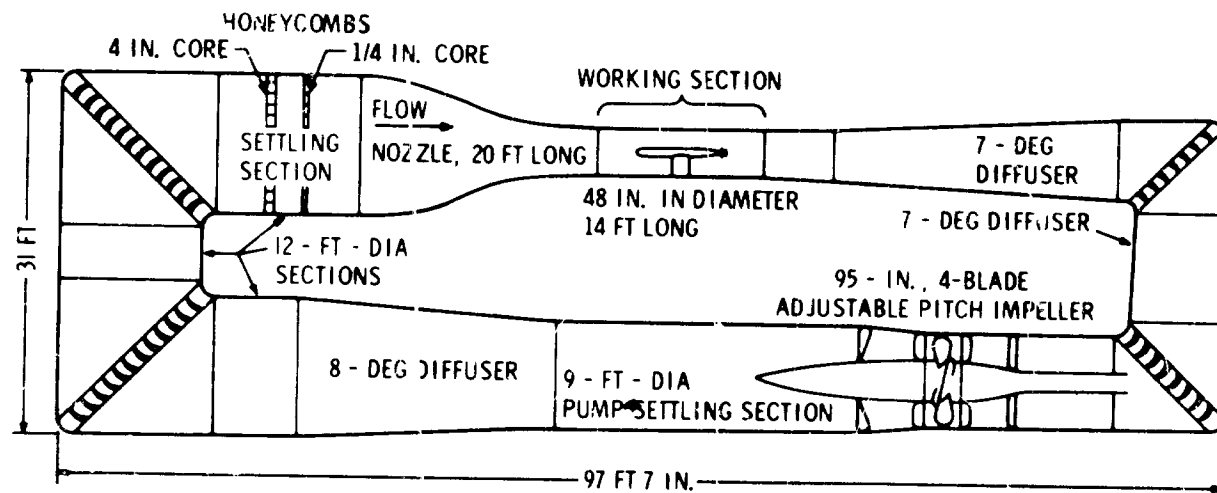 HONEYCOMBS
4 IN. CORE
1/4 IN. CORE
WORKING SECTION
FLOW
SETTLING
SECTION
NOZZLE, 20 FT LONG
7 - DEG
DIFFUSER
48 IN. IN DIAMETER
14 FT LONG
7 - DEG DIFFUSER
31 FT
12 - FT - DIA
SECTIONS
95 - IN., 4-BLADE
ADJUSTABLE PITCH IMPELLER
8 - DEG DIFFUSER
9 - FT - DIA
PUMP SETTLING SECTION
97 FT 7 IN.